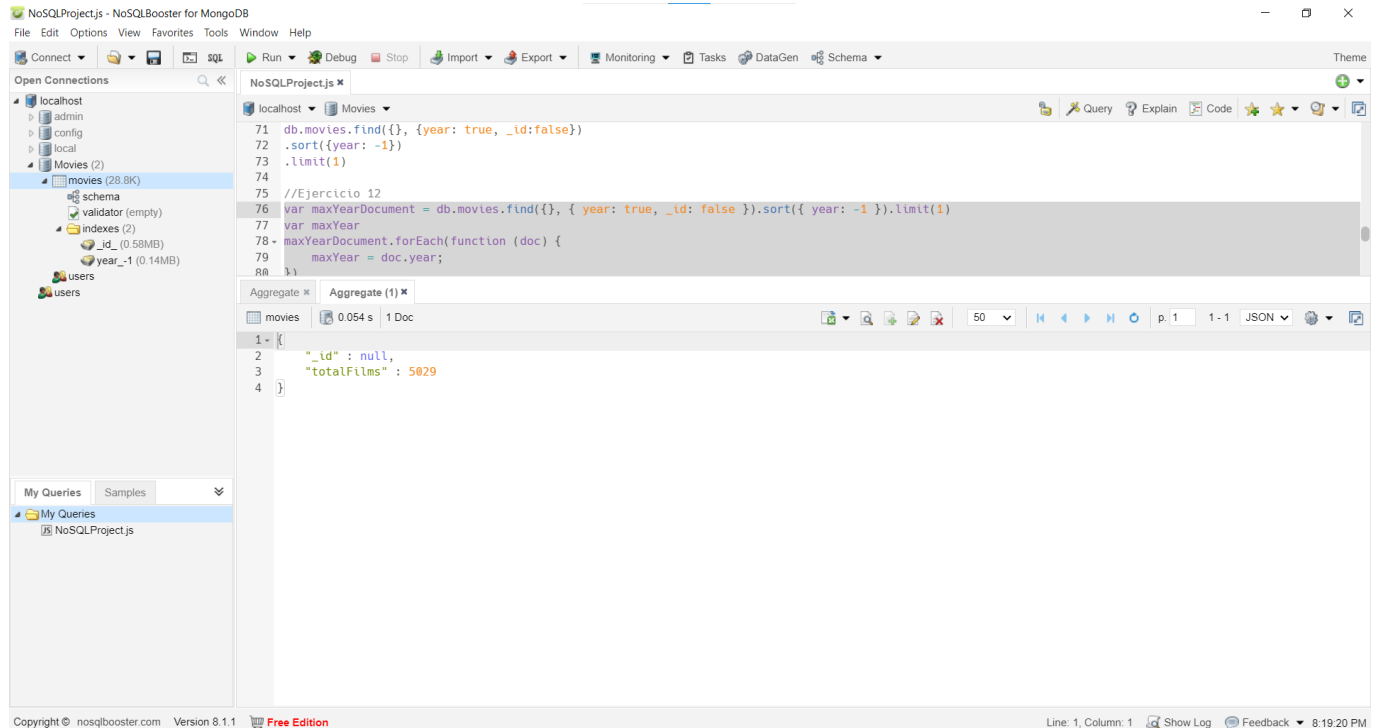 NoSQLProject.js - NoSQLBooster for MongoDB
File Edit Options View Favorites Tools Window Help
Connect SQL Run Debug Stop Import Export Monitoring Tasks DataGen Schema Theme
Open Connections
localhost
admin
config
local
Movies (2)
movies (28.8K)
schema
validator (empty)
indexes (2)
_id_ (0.58MB)
year_-1 (0.14MB)
users
users
My Queries Samples
My Queries
NoSQLProject.js
NoSQLProject.js
localhost Movies Query Explain Code
71 db.movies.find({}, {year: true, _id:false})
72 .sort({year: -1})
73 .limit(1)
74
75 //Ejercicio 12
76 var maxYearDocument = db.movies.find({}, { year: true, _id: false }).sort({ year: -1 }).limit(1)
77 var maxYear
78 maxYearDocument.forEach(function (doc) {
79 maxYear = doc.year;
80 })
Aggregate Aggregate (1)
movies 0.054 s 1 Doc 50 p. 1 1 - 1 JSON
1 {
2 "_id" : null,
3 "totalFilms" : 5029
4 }
Copyright © nosqlbooster.com Version 8.1.1 Free Edition Line: 1, Column: 1 Show Log Feedback 8:19:20 PM